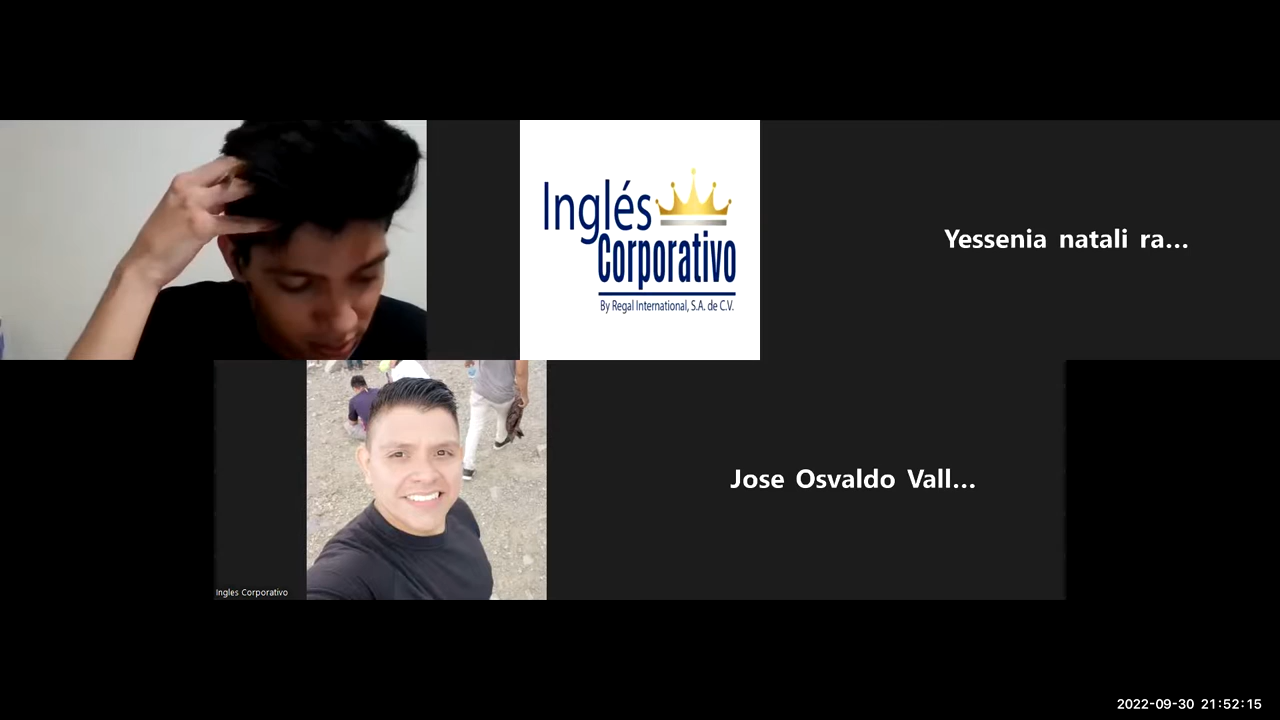 Inglés
Corporativo
By Regal International, S.A. de C.V.
Yessenia natali ra...
Jose Osvaldo Vall...
Ingles Corporativo
2022-09-30 21:52:15